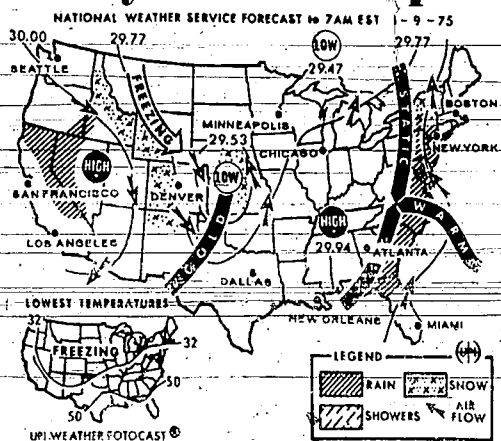 NATIONAL WEATHER SERVICE FORECAST to 7AM EST 1-9-75
30.00
29.77
LOW
29.47
29.77
SEATTLE
FREEZING
STATIC
BOSTON
MINNEAPOLIS
NEW YORK
29.53
CHICAGO
HIGH
LOW
SAN FRANCISCO
DENVER
HIGH
WARM
29.94
ATLANTA
LOS ANGELES
COLD
DALLAS
NEW ORLEANS
MIAMI
LOWEST TEMPERATURES
32
32
FREEZING
50
50
LEGEND
RAIN
SNOW
SHOWERS
AIR FLOW
UPI WEATHER FOTOCAST ®